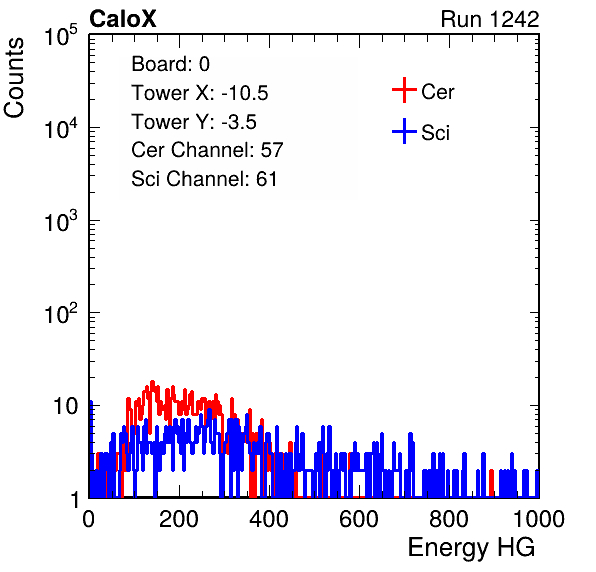 CaloX Run 1242
Counts
10^5
10^4
10^3
10^2
10
1
Board: 0
Tower X: -10.5
Tower Y: -3.5
Cer Channel: 57
Sci Channel: 61
Cer
Sci
0 200 400 600 800 1000
Energy HG